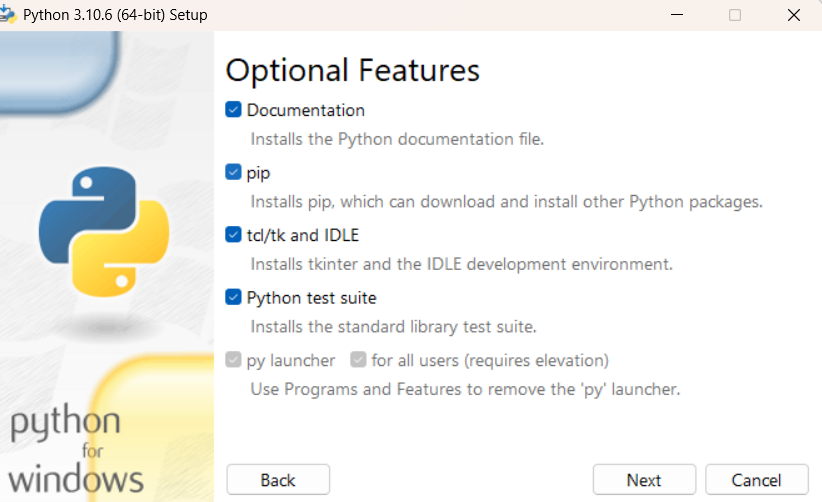 Python 3.10.6 (64-bit) Setup
Optional Features
Documentation
Installs the Python documentation file.
pip
Installs pip, which can download and install other Python packages.
tcl/tk and IDLE
Installs tkinter and the IDLE development environment.
Python test suite
Installs the standard library test suite.
py launcher for all users (requires elevation)
Use Programs and Features to remove the 'py' launcher.
python
for
windows
Back Next Cancel